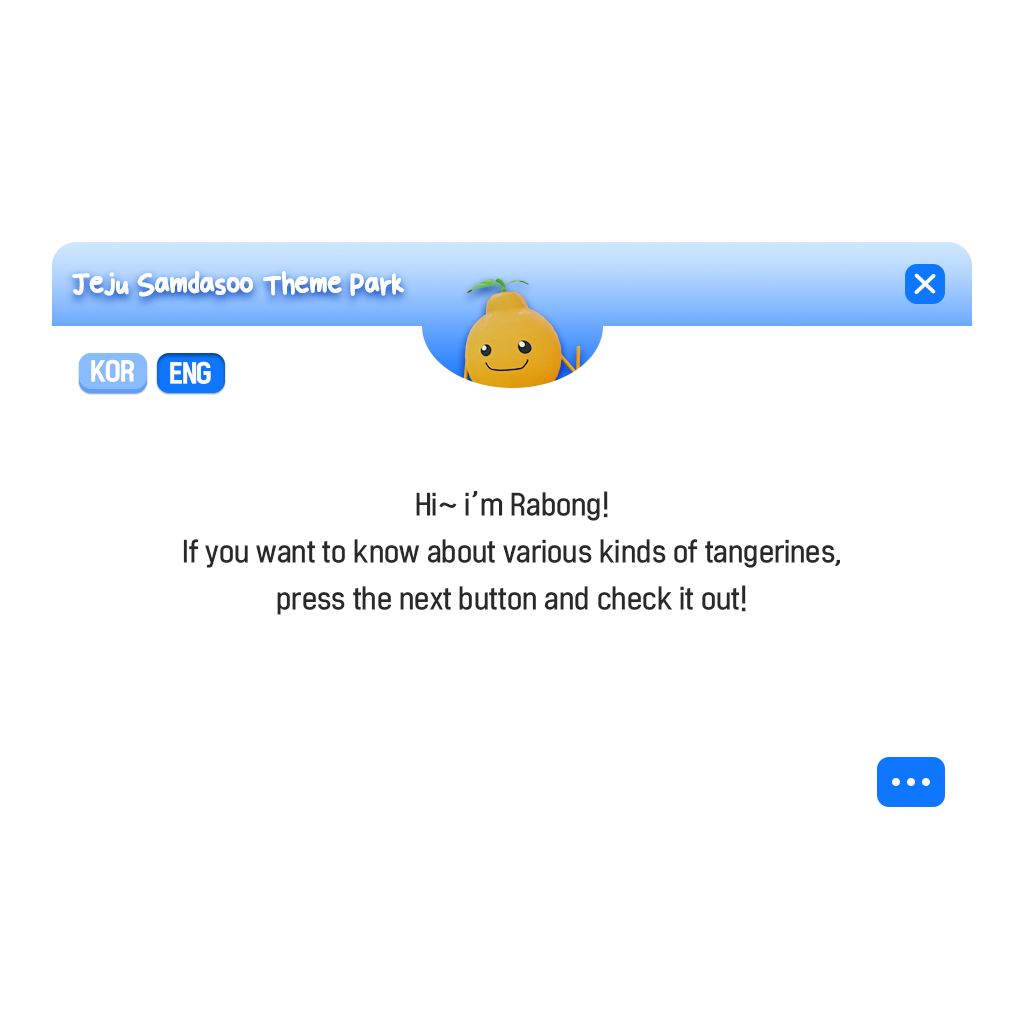 Jeju Samdasoo Theme Park
KOR ENG
Hi~ i'm Rabong!
If you want to know about various kinds of tangerines,
press the next button and check it out!